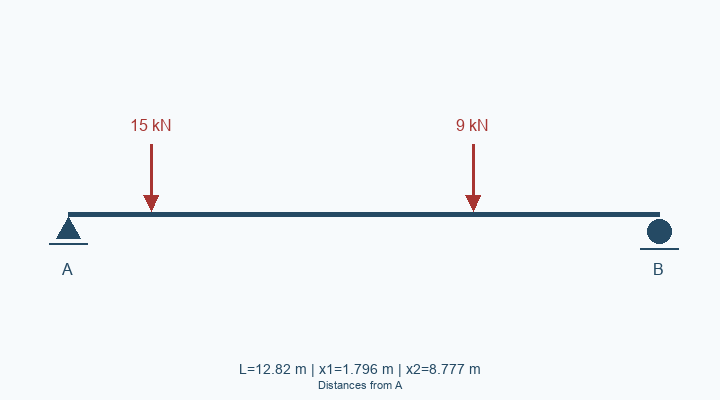 15 kN
9 kN
A
B
L=12.82 m | x1=1.796 m | x2=8.777 m
Distances from A